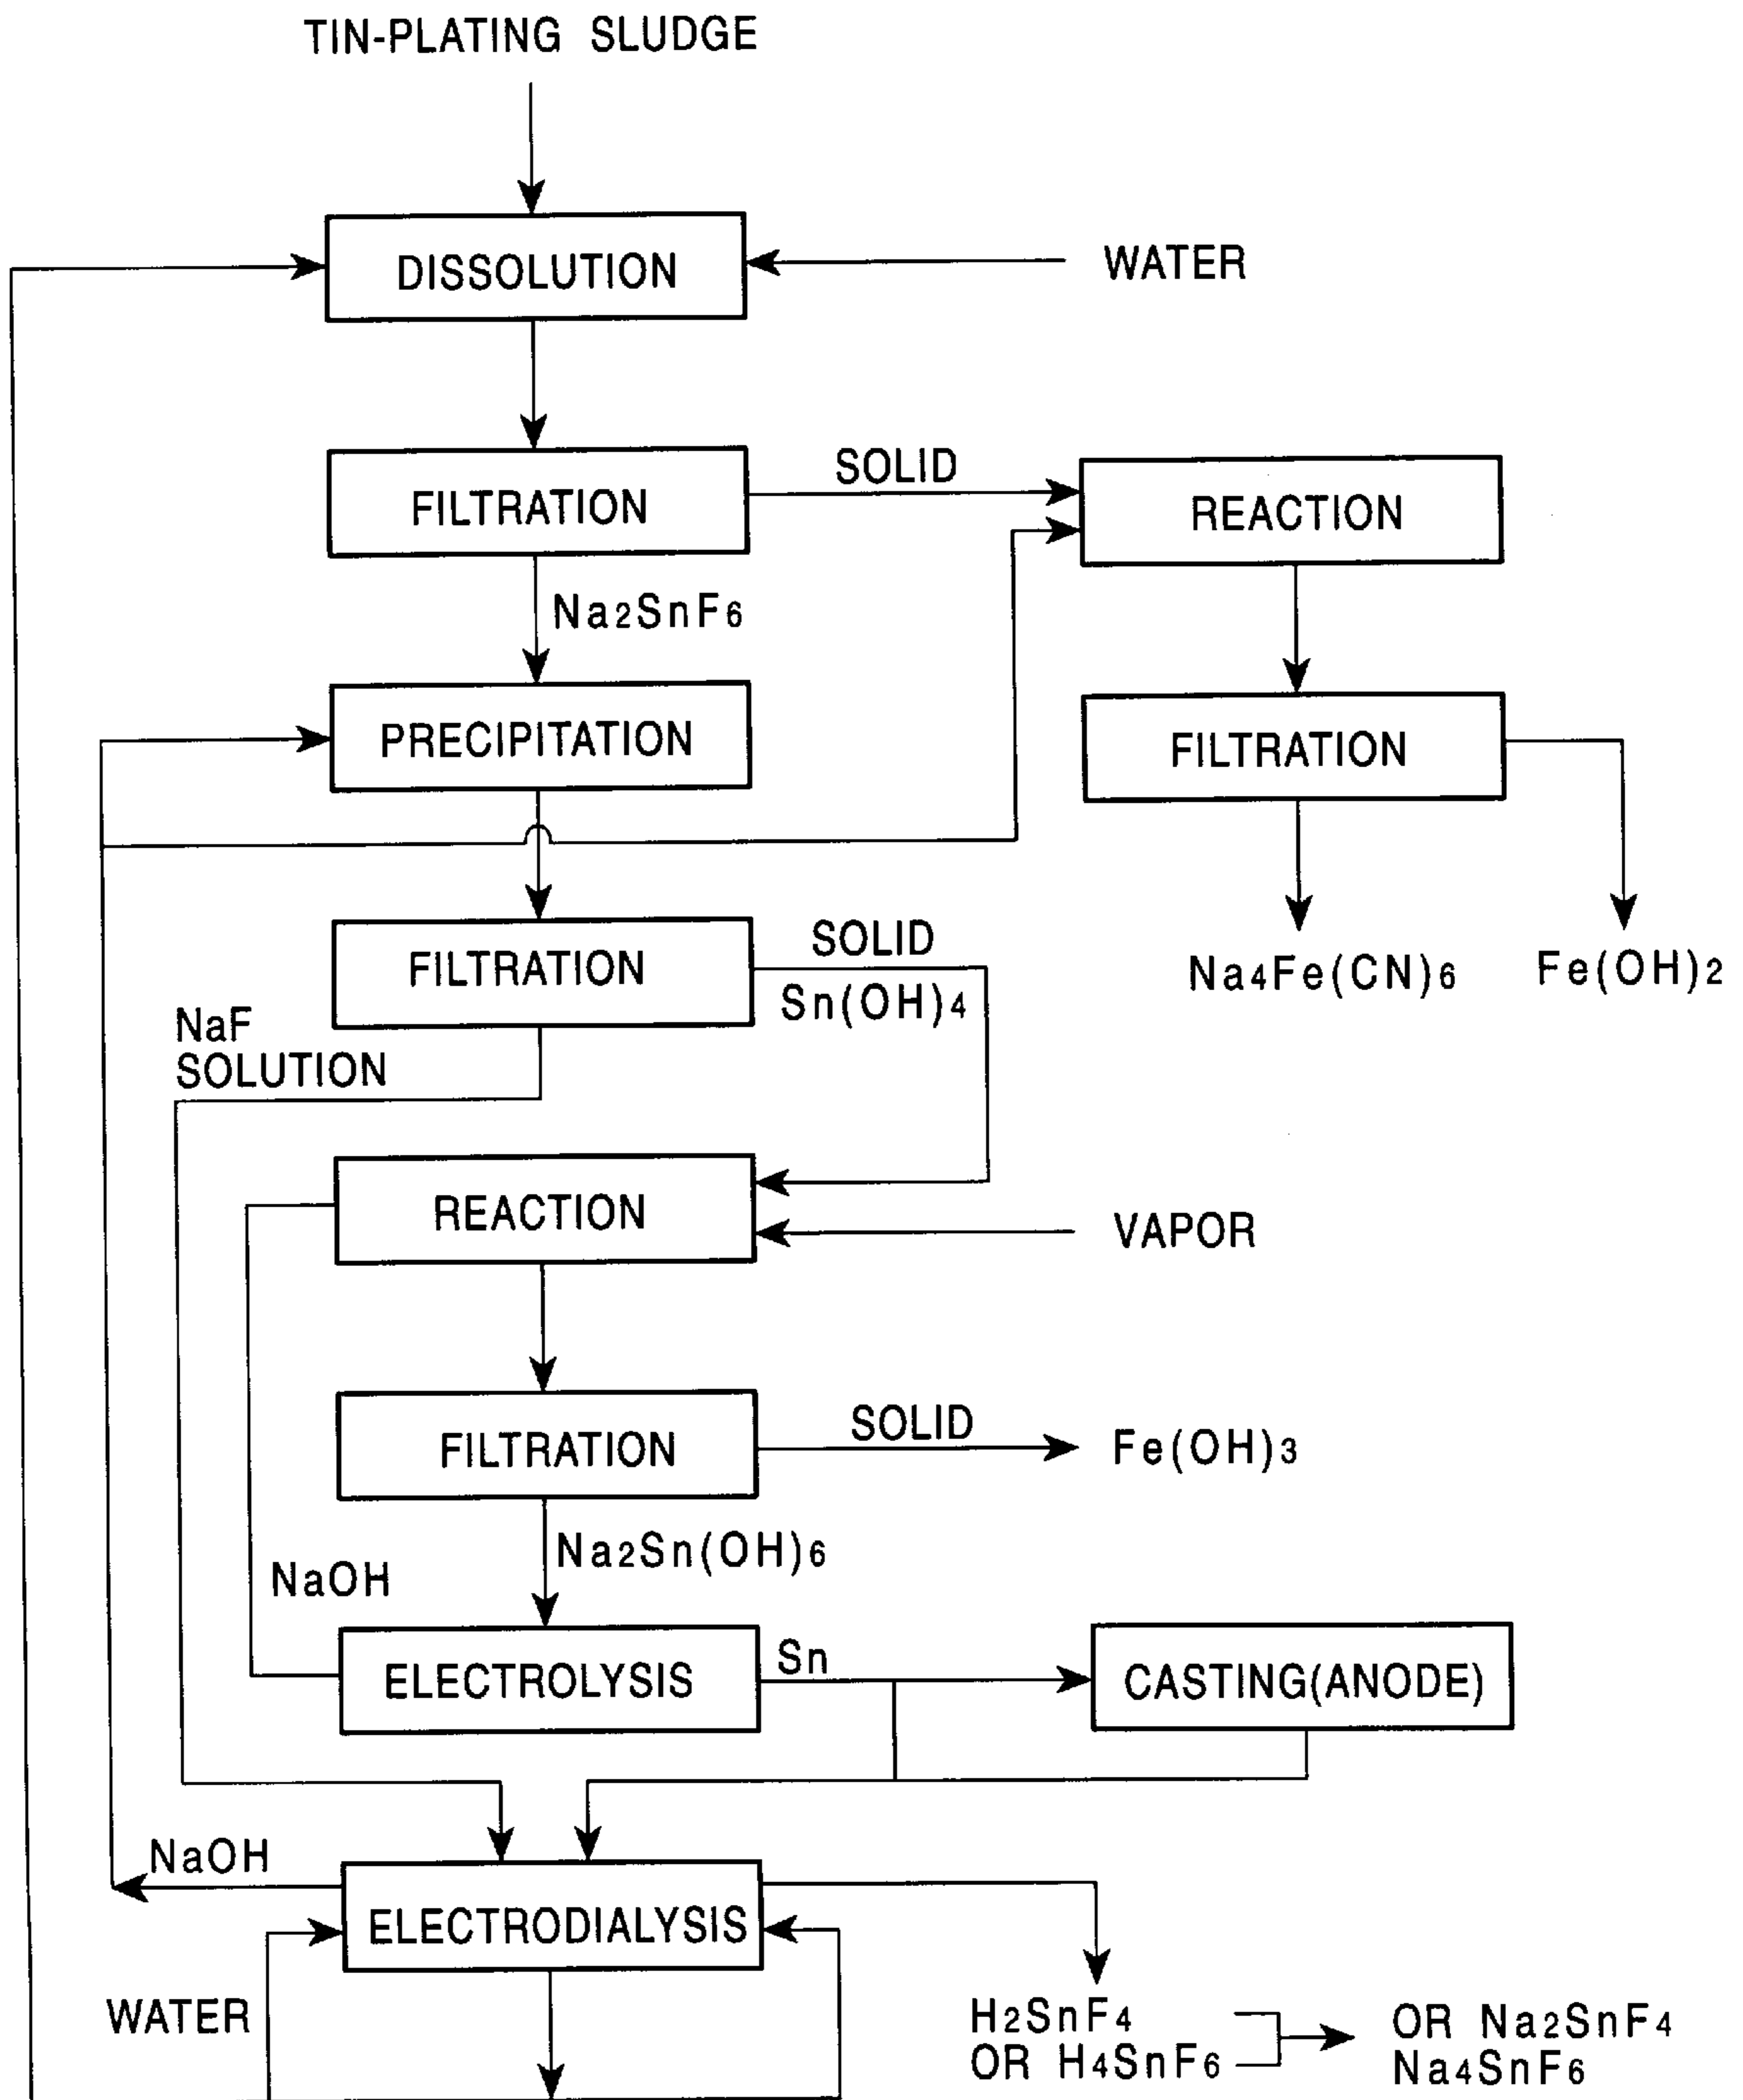 TIN-PLATING SLUDGE
DISSOLUTION
WATER
FILTRATION
SOLID
REACTION
Na2SnF6
PRECIPITATION
FILTRATION
FILTRATION
SOLID
Sn(OH)4
Na4Fe(CN)6
Fe(OH)2
NaF
SOLUTION
REACTION
VAPOR
FILTRATION
SOLID
Fe(OH)3
Na2Sn(OH)6
NaOH
ELECTROLYSIS
Sn
CASTING(ANODE)
NaOH
ELECTRODIALYSIS
WATER
H2SnF4
OR H4SnF6
OR Na2SnF4
Na4SnF6